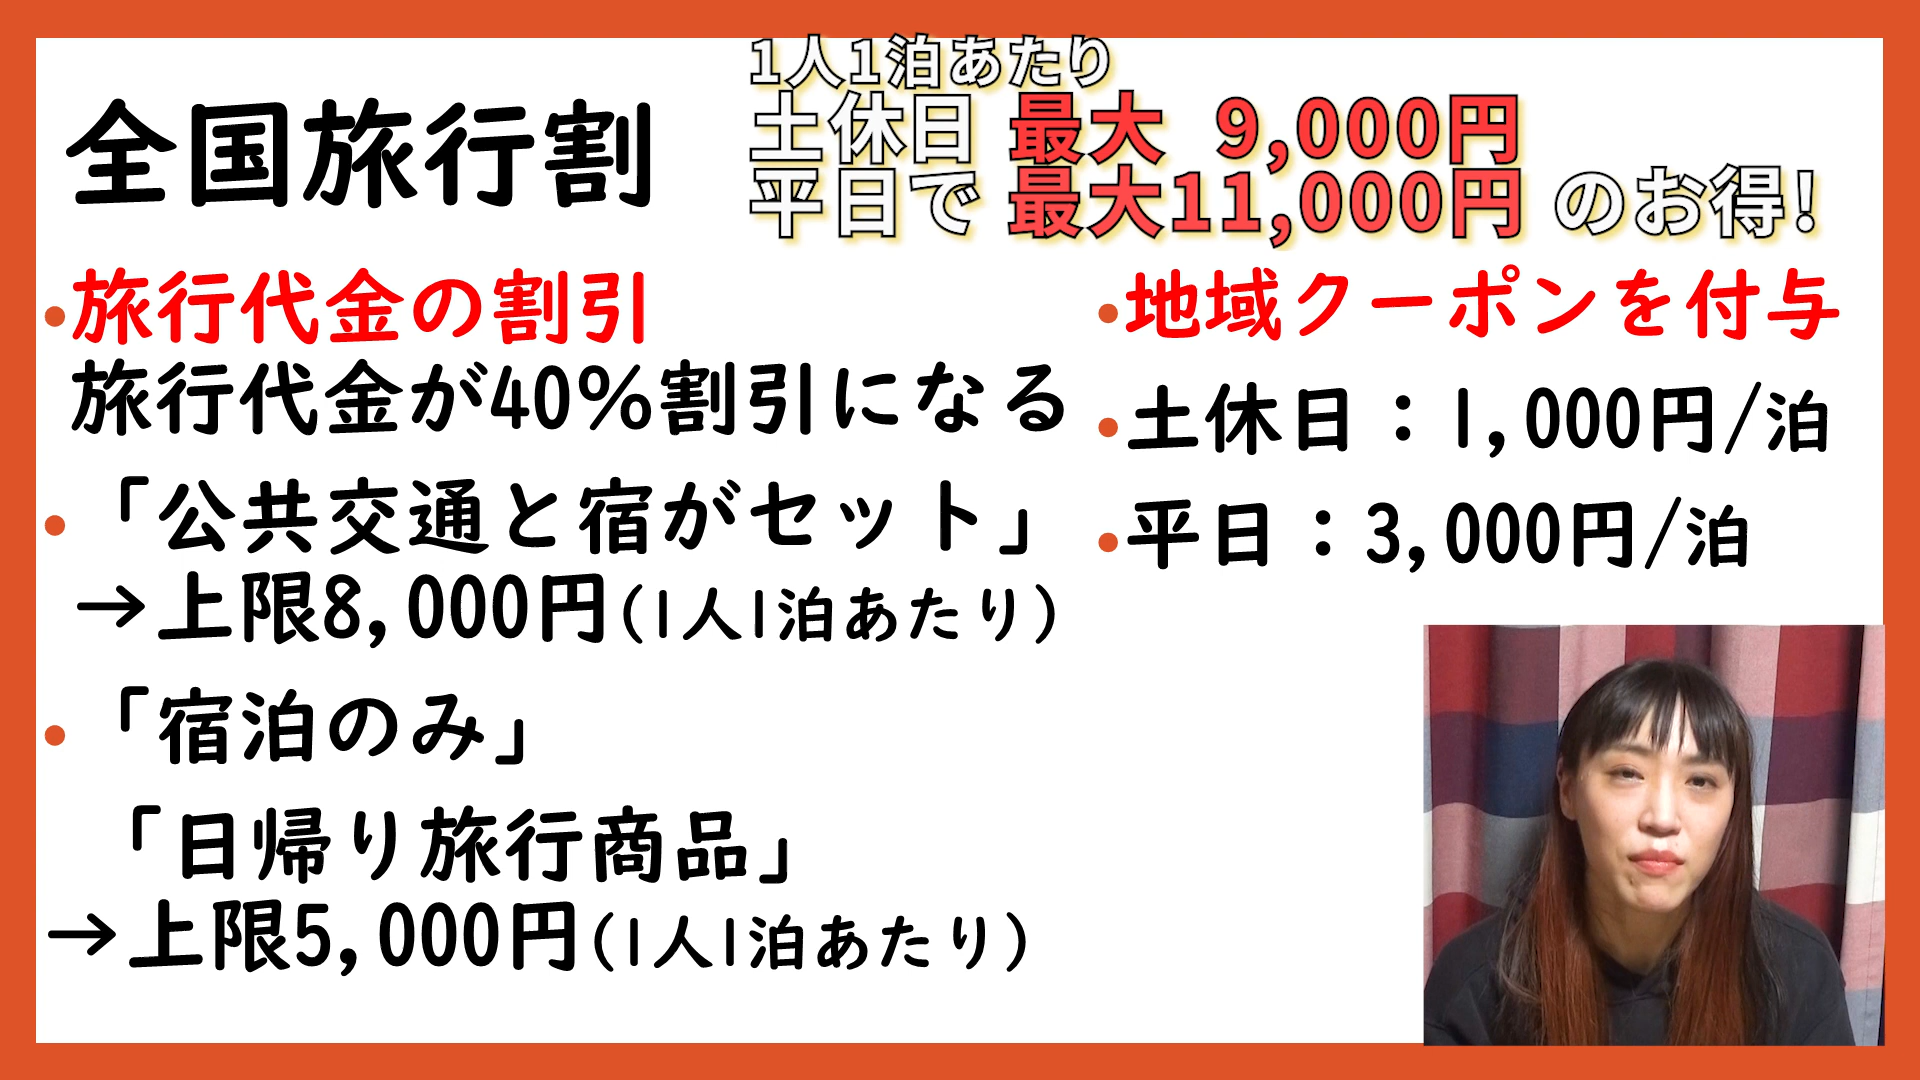 全国旅行割
1人1泊あたり
土休日 最大 9,000円
平日で 最大11,000円 のお得!
•旅行代金の割引
旅行代金が40%割引になる
•「公共交通と宿がセット」
→上限8,000円(1人1泊あたり)
•「宿泊のみ」
「日帰り旅行商品」
→上限5,000円(1人1泊あたり)
•地域クーポンを付与
•土休日：1,000円/泊
•平日：3,000円/泊